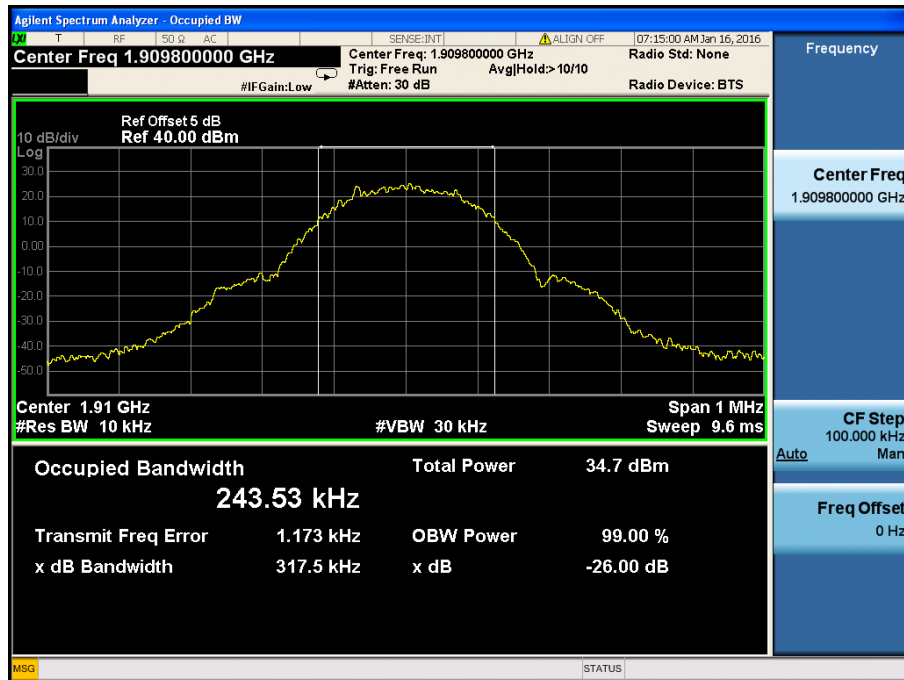 Agilent Spectrum Analyzer - Occupied BW
LXI T RF 50 Ω AC SENSE:INT ALIGN OFF 07:15:00 AM Jan 16, 2016
Center Freq 1.909800000 GHz
Center Freq: 1.909800000 GHz
Radio Std: None
Trig: Free Run Avg|Hold:>10/10
#IFGain:Low
#Atten: 30 dB
Radio Device: BTS
Ref Offset 5 dB
10 dB/div Ref 40.00 dBm
Log
30.0
20.0
10.0
0.00
-10.0
-20.0
-30.0
-40.0
-50.0
Center 1.91 GHz Span 1 MHz
#Res BW 10 kHz #VBW 30 kHz Sweep 9.6 ms
Occupied Bandwidth Total Power 34.7 dBm
243.53 kHz
Transmit Freq Error 1.173 kHz OBW Power 99.00 %
x dB Bandwidth 317.5 kHz x dB -26.00 dB
MSG STATUS
Frequency
Center Freq
1.909800000 GHz
CF Step
100.000 kHz
Auto Man
Freq Offset
0 Hz